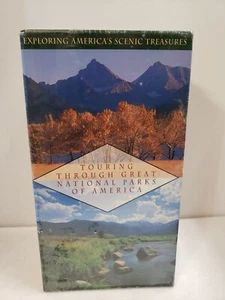 EXPLORING AMERICA'S SCENIC TREASURES
TOURING
THROUGH GREAT
NATIONAL PARKS
OF AMERICA